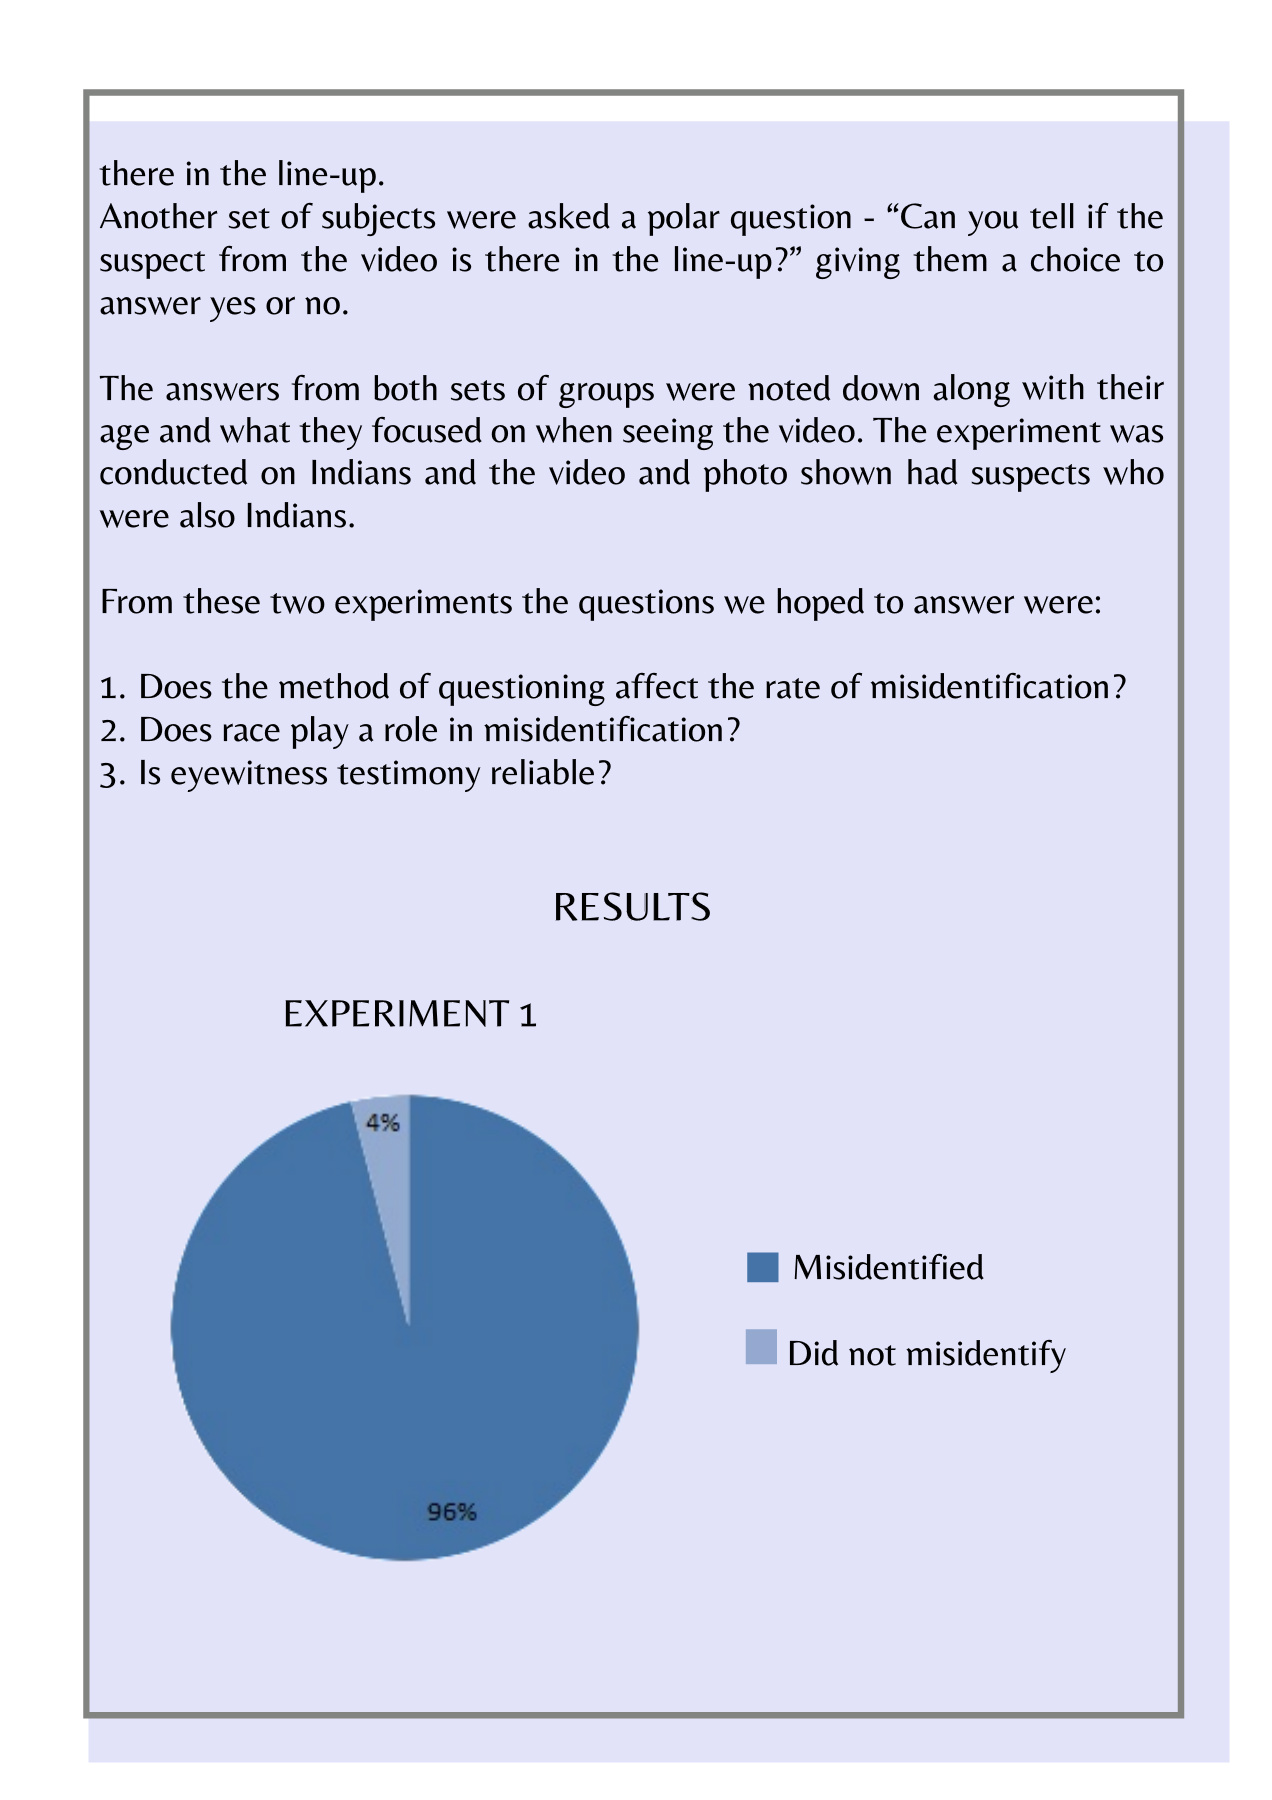 there in the line-up.
Another set of subjects were asked a polar question - “Can you tell if the
suspect from the video is there in the line-up?” giving them a choice to
answer yes or no.
The answers from both sets of groups were noted down along with their
age and what they focused on when seeing the video. The experiment was
conducted on Indians and the video and photo shown had suspects who
were also Indians.
From these two experiments the questions we hoped to answer were:
1. Does the method of questioning affect the rate of misidentification?
2. Does race play a role in misidentification?
3. Is eyewitness testimony reliable?
RESULTS
EXPERIMENT 1
4%
Misidentified
Did not misidentify
96%